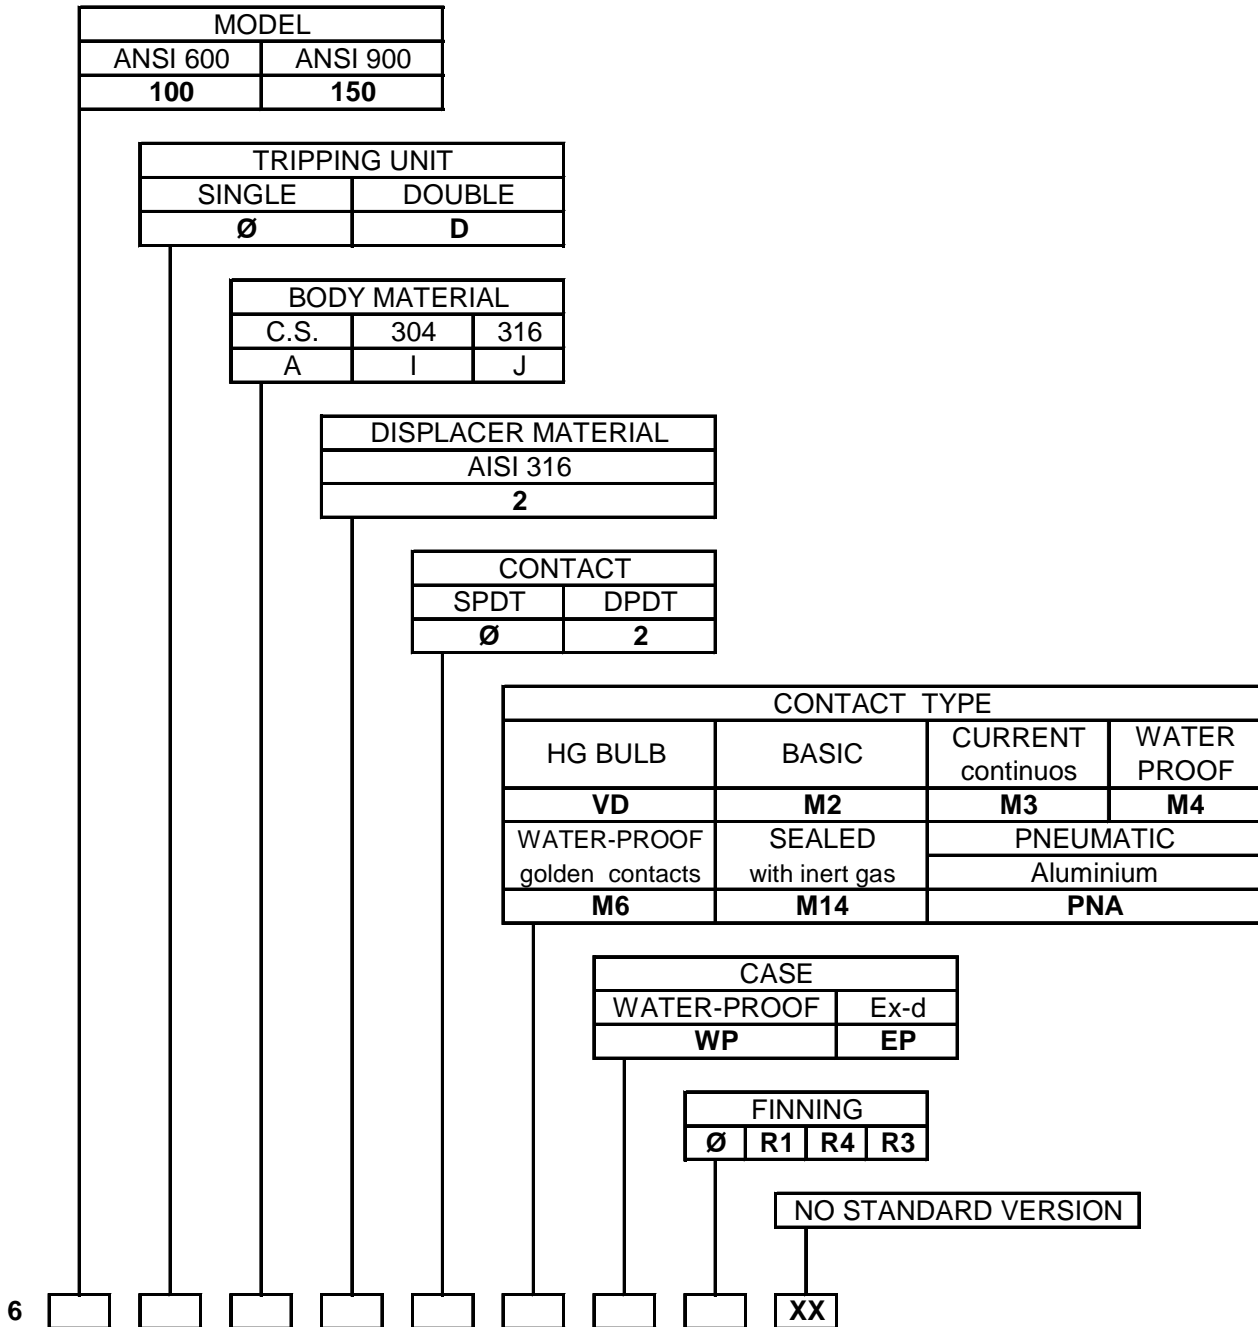 MODEL
ANSI 600 ANSI 900
100 150
TRIPPING UNIT
SINGLE DOUBLE
Ø D
BODY MATERIAL
C.S. 304 316
A I J
DISPLACER MATERIAL
AISI 316
2
CONTACT
SPDT DPDT
Ø 2
CONTACT TYPE
HG BULB BASIC CURRENT continuos WATER PROOF
VD M2 M3 M4
WATER-PROOF golden contacts SEALED with inert gas PNEUMATIC
Aluminium
M6 M14 PNA
CASE
WATER-PROOF Ex-d
WP EP
FINNING
Ø R1 R4 R3
NO STANDARD VERSION
6 XX